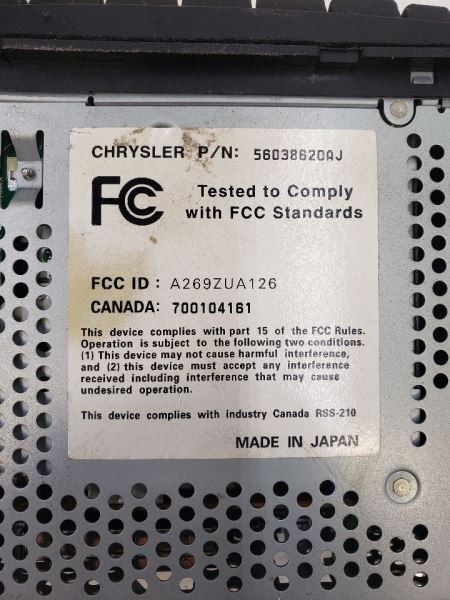 CHRYSLER P/N: 56038620AJ
FC Tested to Comply
with FCC Standards
FCC ID : A269ZUA126
CANADA: 700104161
This device complies with part 15 of the FCC Rules.
Operation is subject to the following two conditions.
(1) This device may not cause harmful interference,
and (2) this device must accept any interference
received including interference that may cause
undesired operation.
This device complies with industry Canada RSS-210
MADE IN JAPAN